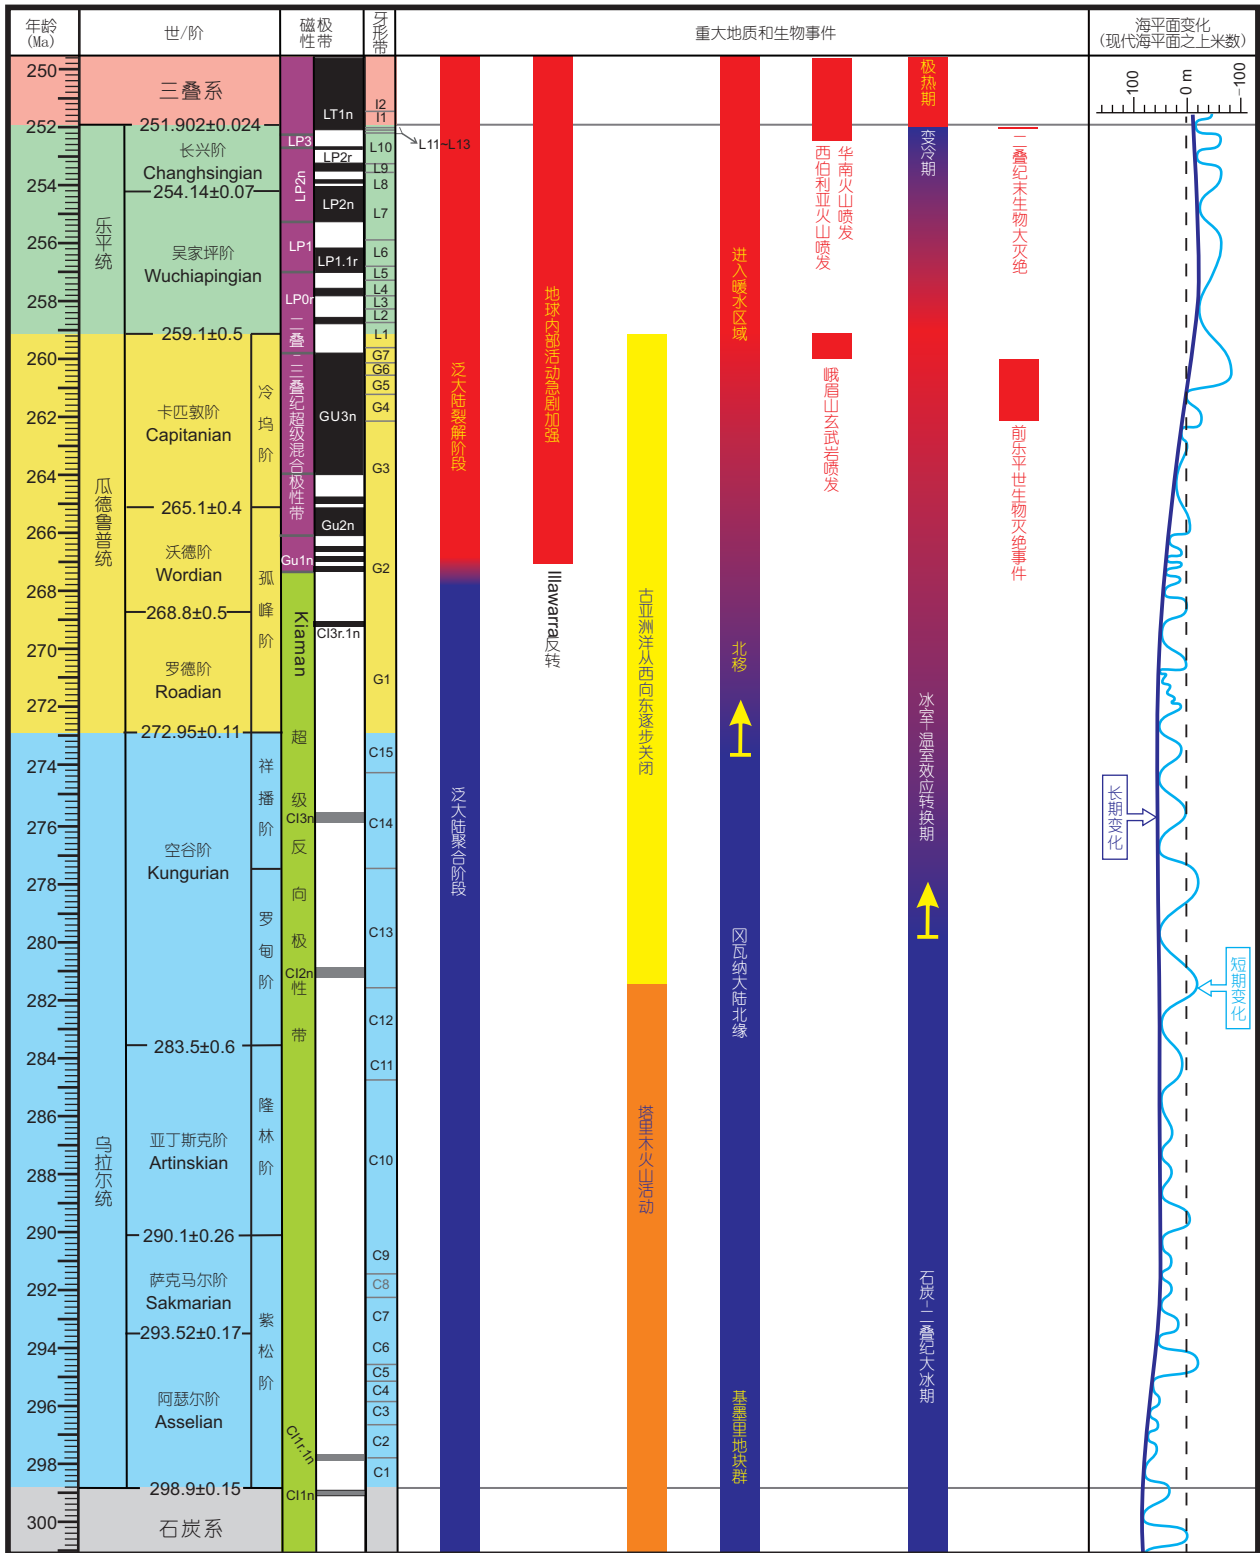 年龄
(Ma)
世/阶
磁极
性带
牙
形
带
重大地质和生物事件
海平面变化
(现代海平面之上米数)
100
0 m
-100
250
252
254
256
258
260
262
264
266
268
270
272
274
276
278
280
282
284
286
288
290
292
294
296
298
300
三叠系
251.902±0.024
长兴阶
Changhsingian
254.14±0.07
吴家坪阶
Wuchiapingian
259.1±0.5
卡匹敦阶
Capitanian
265.1±0.4
沃德阶
Wordian
268.8±0.5
罗德阶
Roadian
272.95±0.11
空谷阶
Kungurian
283.5±0.6
亚丁斯克阶
Artinskian
290.1±0.26
萨克马尔阶
Sakmarian
293.52±0.17
阿瑟尔阶
Asselian
298.9±0.15
石炭系
乐平统
瓜德鲁普统
乌拉尔统
冷坞阶
孤峰阶
祥播阶
罗甸阶
隆林阶
紫松阶
LP3
LP2n
LP1
LP0r
二叠-三叠纪超级混合极性带
Gu1n
Kiaman
超级反向极性带
CI3n
CI2n
CI1r.1n
CI1n
LT1n
LP2r
LP2n
LP1.1r
GU3n
Gu2n
CI3r.1n
I2
I1
L11~L13
L10
L9
L8
L7
L6
L5
L4
L3
L2
L1
G7
G6
G5
G4
G3
G2
G1
C15
C14
C13
C12
C11
C10
C9
C8
C7
C6
C5
C4
C3
C2
C1
泛大陆裂解阶段
泛大陆聚合阶段
地球内部活动急剧加强
Illawarra反转
古亚洲洋从西向东逐步关闭
塔里木火山活动
进入暖水区域
北移
冈瓦纳大陆北缘
基墨里地块群
西伯利亚火山喷发
华南火山喷发
峨眉山玄武岩喷发
极热期
变冷期
冰室-温室效应转换期
石炭-二叠纪大冰期
二叠纪末生物大灭绝
前乐平世生物灭绝事件
长期变化
短期变化